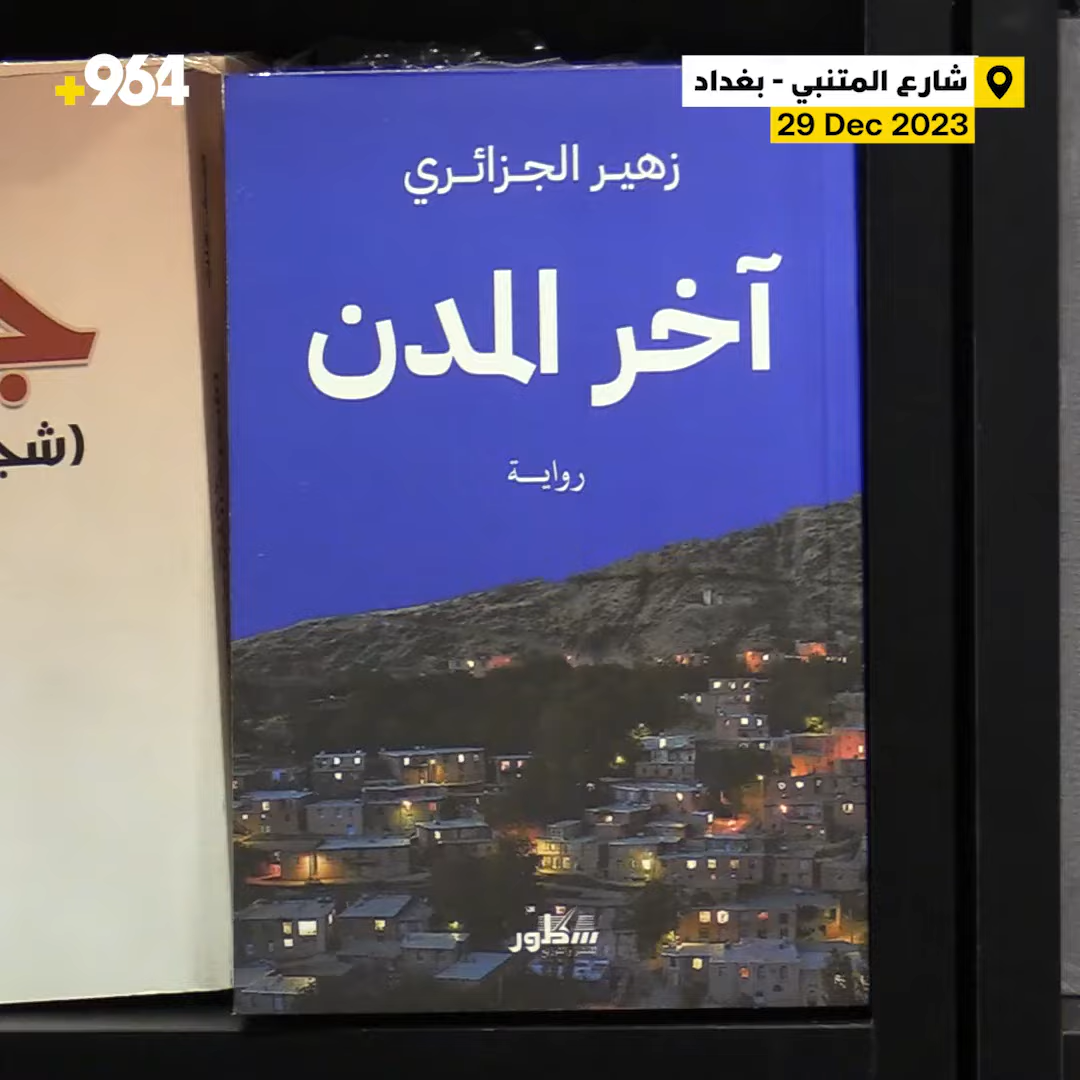 +964
شارع المتنبي - بغداد
29 Dec 2023
زهير الجزائري
آخر المدن
رواية
سطور
(شج